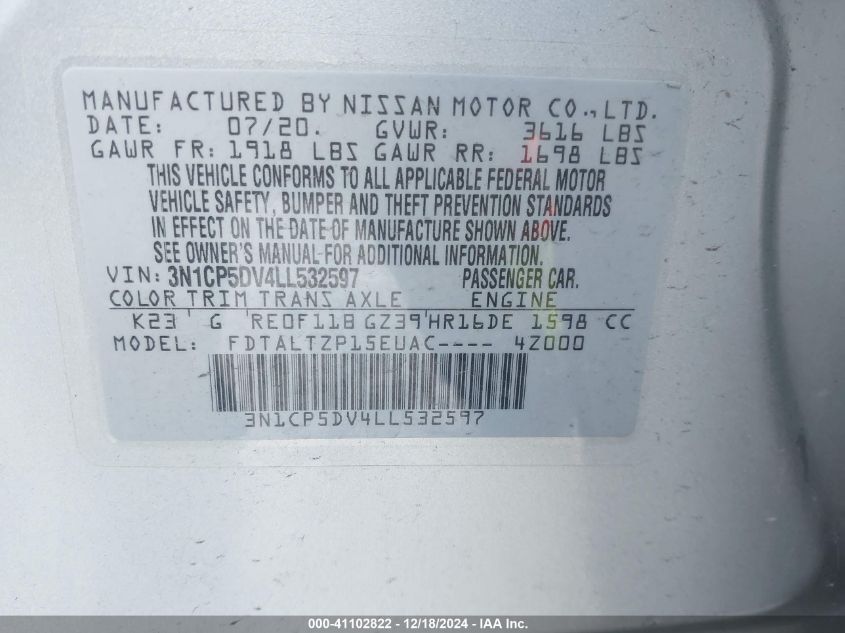 MANUFACTURED BY NISSAN MOTOR CO., LTD.
DATE: 07/20. GVWR: 3616 LBS
GAWR FR: 1918 LBS GAWR RR: 1698 LBS
THIS VEHICLE CONFORMS TO ALL APPLICABLE FEDERAL MOTOR
VEHICLE SAFETY, BUMPER AND THEFT PREVENTION STANDARDS
IN EFFECT ON THE DATE OF MANUFACTURE SHOWN ABOVE.
SEE OWNER'S MANUAL FOR ADDITIONAL INFORMATION.
VIN: 3N1CP5DV4LL532597 PASSENGER CAR.
COLOR TRIM TRANS AXLE ENGINE
K23 G RE0F11B GZ39 HR16DE 1598 CC
MODEL: FDTALTZP15EUAC---- 4Z000
3N1CP5DV4LL532597
000-41102822 - 12/18/2024 - IAA Inc.